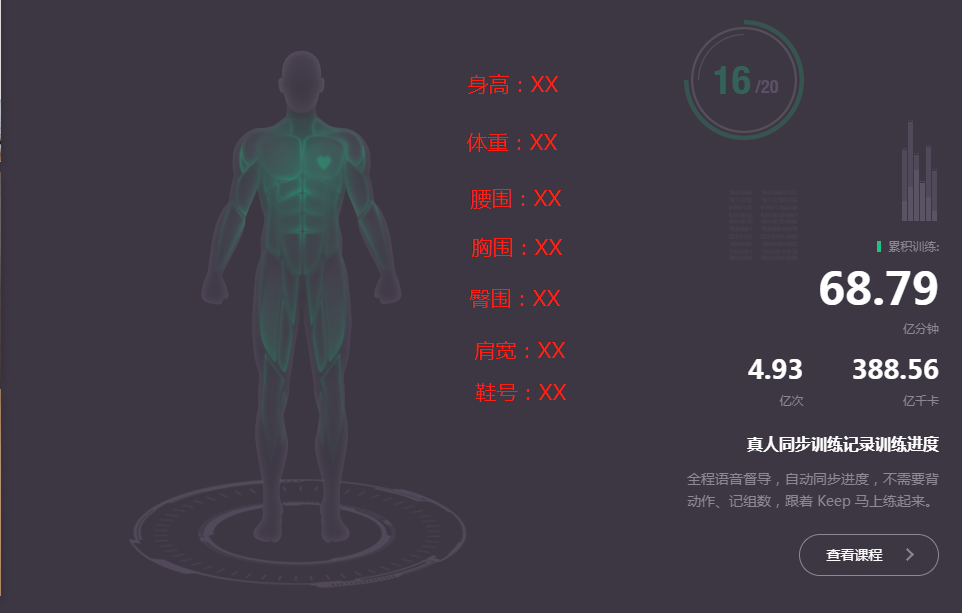 身高：XX
体重：XX
腰围：XX
胸围：XX
臀围：XX
肩宽：XX
鞋号：XX
16/20
累积训练:
68.79
亿分钟
4.93
亿次
388.56
亿千卡
真人同步训练记录训练进度
全程语音督导，自动同步进度，不需要背
动作、记组数，跟着 Keep 马上练起来。
查看课程